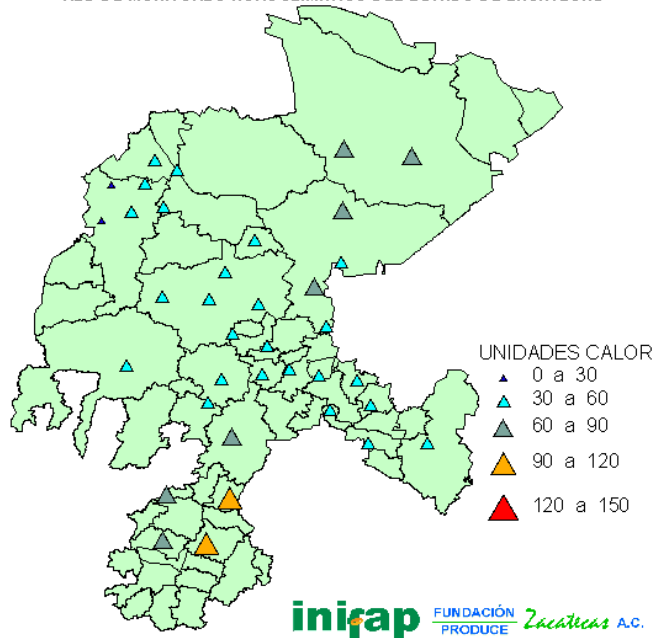 UNIDADES CALOR
0 a 30
30 a 60
60 a 90
90 a 120
120 a 150
inifap
FUNDACIÓN
PRODUCE
Zacatecas A.C.